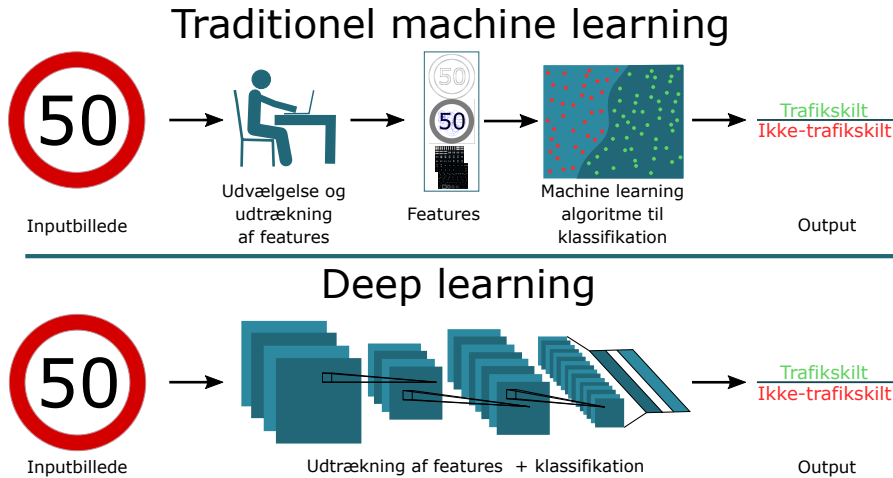 Traditionel machine learning
50
50
50
Trafikskilt
Ikke-trafikskilt
Inputbillede
Udvælgelse og
udtrækning
af features
Features
Machine learning
algoritme til
klassifikation
Output
Deep learning
50
Trafikskilt
Ikke-trafikskilt
Inputbillede
Udtrækning af features + klassifikation
Output